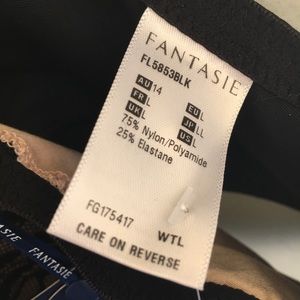 FANTASIE
FL5853BLK
AU 14 EU L
FR L JP LL
UK L US L
75% Nylon/Polyamide
25% Elastane
FG175417 WTL
CARE ON REVERSE
FANTASIE